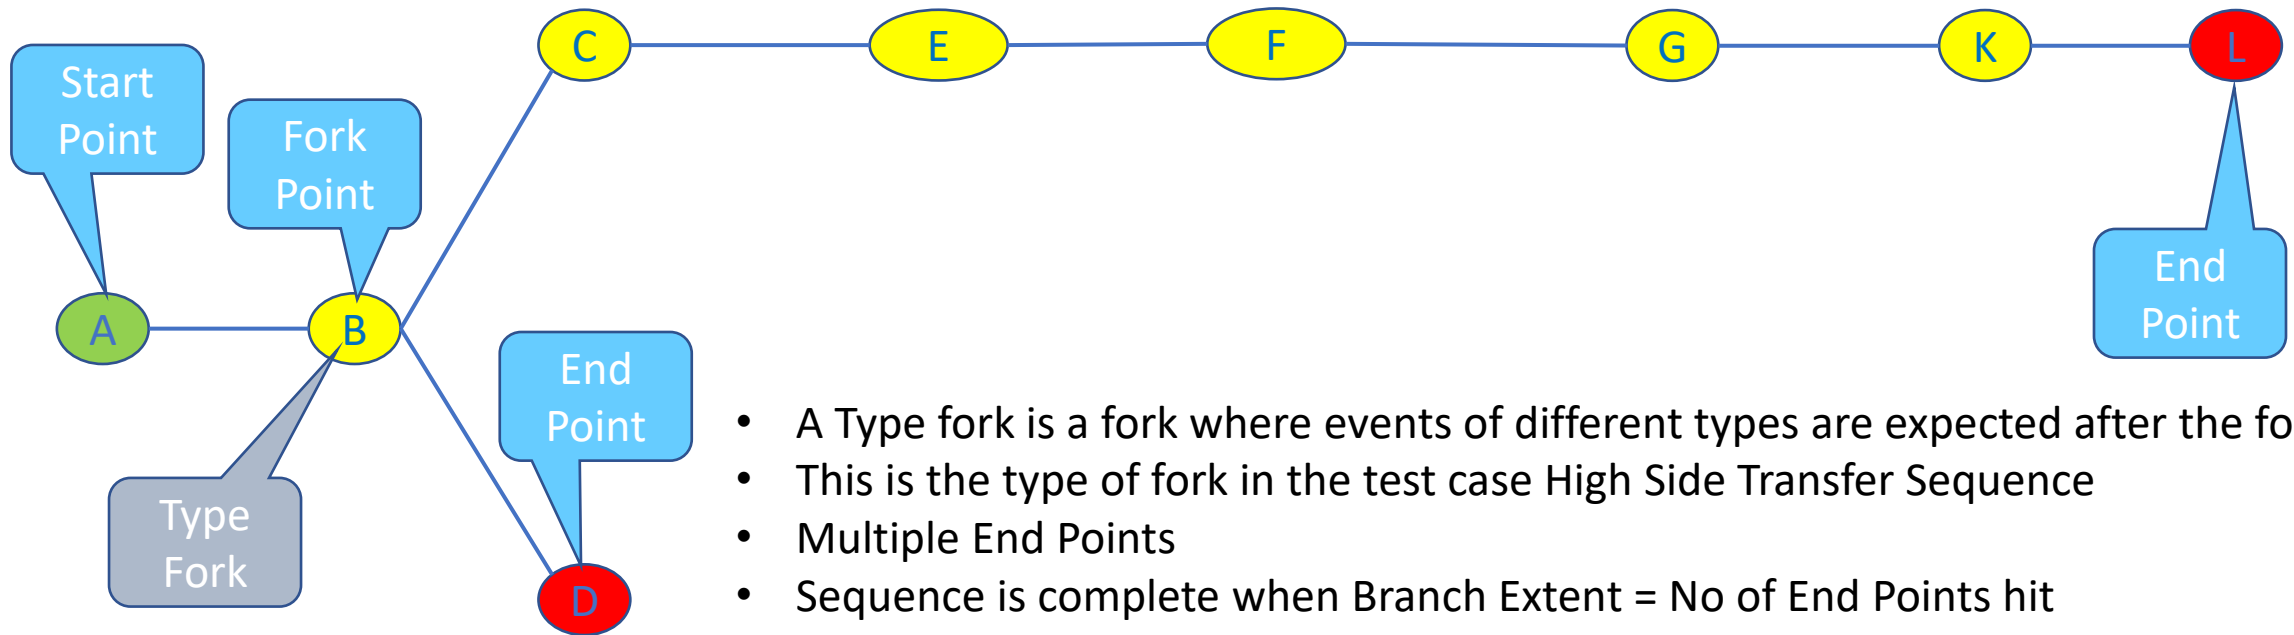 C
E
F
G
K
L
Start
Point
Fork
Point
End
Point
A
B
End
Point
Type
Fork
D
• A Type fork is a fork where events of different types are expected after the fo
• This is the type of fork in the test case High Side Transfer Sequence
• Multiple End Points
• Sequence is complete when Branch Extent = No of End Points hit